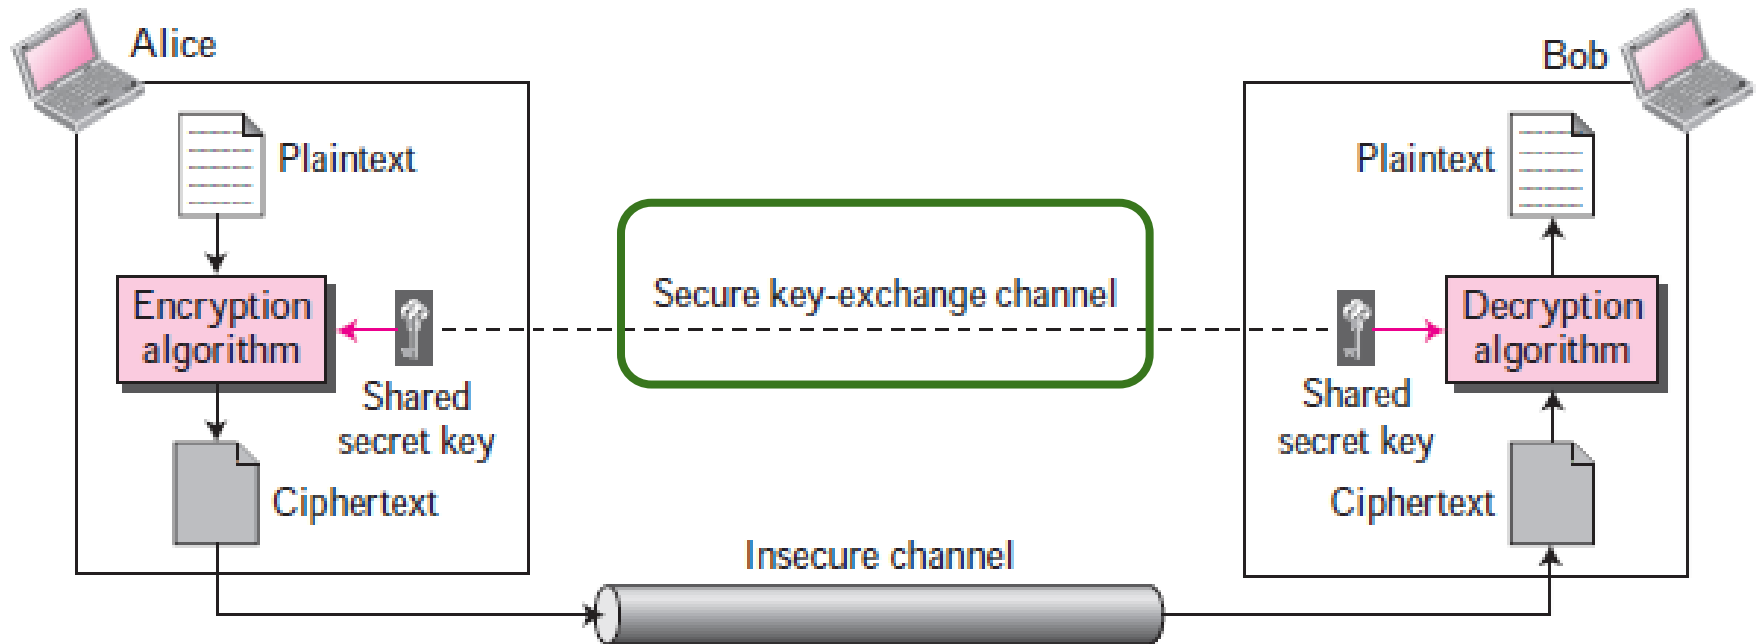 Alice
Bob
Plaintext
Plaintext
Secure key-exchange channel
Encryption
algorithm
Decryption
algorithm
Shared
secret key
Shared
secret key
Ciphertext
Ciphertext
Insecure channel